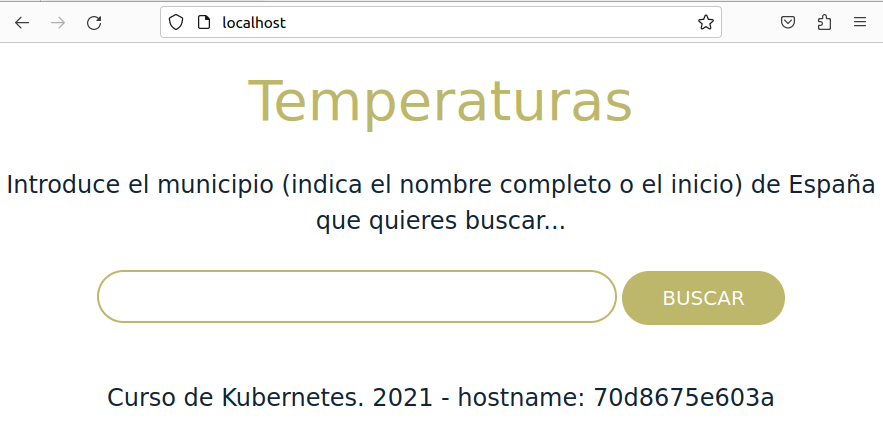 localhost
Temperaturas
Introduce el municipio (indica el nombre completo o el inicio) de España
que quieres buscar...
BUSCAR
Curso de Kubernetes. 2021 - hostname: 70d8675e603a